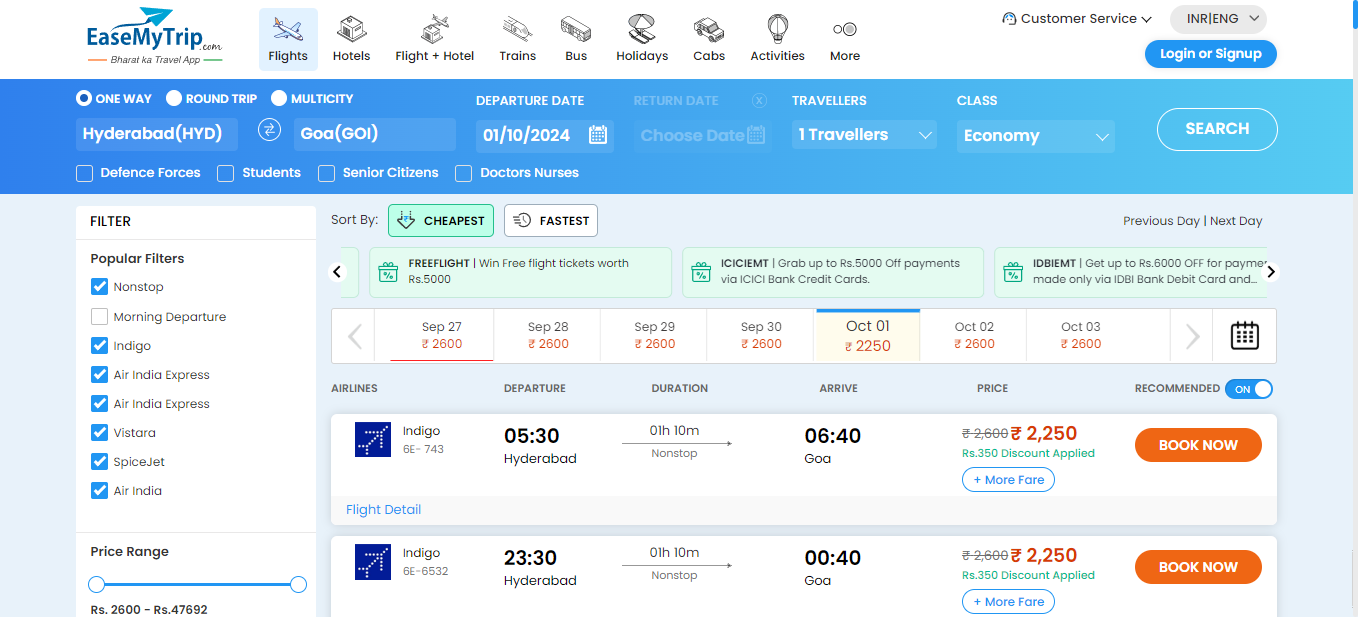 EaseMyTrip.com
Bharat ka Travel App
Flights
Hotels
Flight + Hotel
Trains
Bus
Holidays
Cabs
Activities
More
Customer Service
INR|ENG
Login or Signup
ONE WAY
ROUND TRIP
MULTICITY
DEPARTURE DATE
RETURN DATE
TRAVELLERS
CLASS
Hyderabad(HYD)
Goa(GOI)
01/10/2024
Choose Date
1 Travellers
Economy
SEARCH
Defence Forces
Students
Senior Citizens
Doctors Nurses
FILTER
Popular Filters
Nonstop
Morning Departure
Indigo
Air India Express
Air India Express
Vistara
SpiceJet
Air India
Price Range
Rs. 2600 - Rs.47692
Sort By:
CHEAPEST
FASTEST
Previous Day | Next Day
FREEFLIGHT | Win Free flight tickets worth
Rs.5000
ICICIEMT | Grab up to Rs.5000 Off payments
via ICICI Bank Credit Cards.
IDBIEMT | Get up to Rs.6000 OFF for
made only via IDBI Bank Debit Card and...
Sep 27
₹ 2600
Sep 28
₹ 2600
Sep 29
₹ 2600
Sep 30
₹ 2600
Oct 01
₹ 2250
Oct 02
₹ 2600
Oct 03
₹ 2600
AIRLINES
DEPARTURE
DURATION
ARRIVE
PRICE
RECOMMENDED
ON
Indigo
6E- 743
05:30
Hyderabad
01h 10m
Nonstop
06:40
Goa
₹ 2,600 ₹ 2,250
Rs.350 Discount Applied
+ More Fare
BOOK NOW
Flight Detail
Indigo
6E-6532
23:30
Hyderabad
01h 10m
Nonstop
00:40
Goa
₹ 2,600 ₹ 2,250
Rs.350 Discount Applied
+ More Fare
BOOK NOW